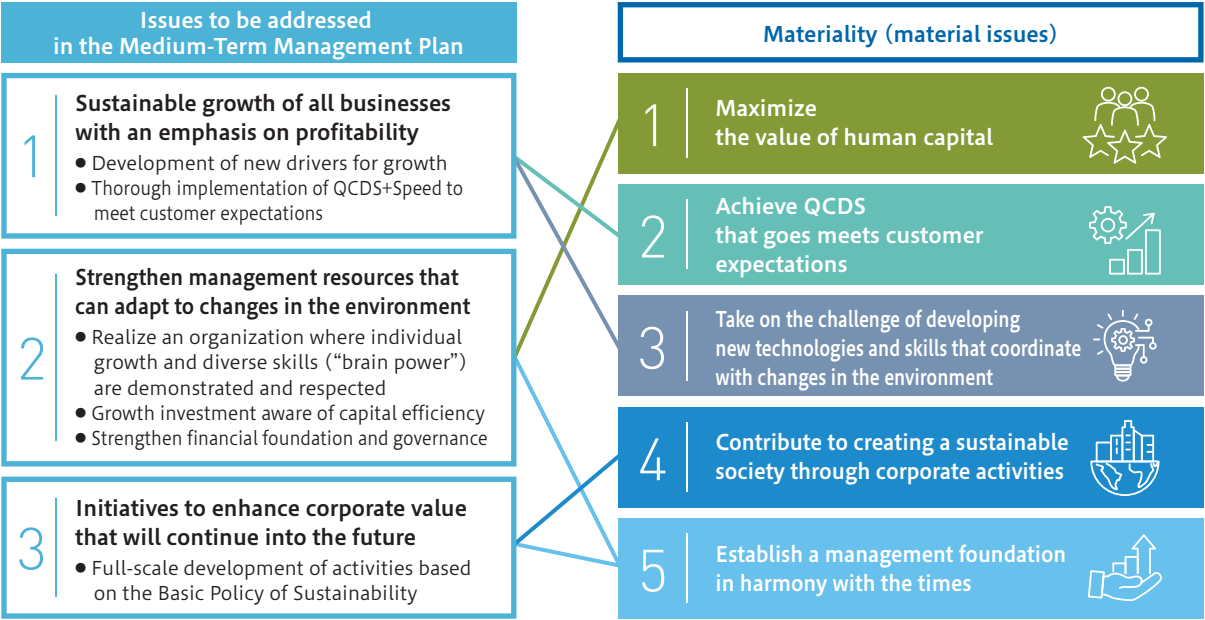 Issues to be addressed
in the Medium-Term Management Plan
1
Sustainable growth of all businesses
with an emphasis on profitability
● Development of new drivers for growth
● Thorough implementation of QCDS+Speed to
meet customer expectations
2
Strengthen management resources that
can adapt to changes in the environment
● Realize an organization where individual
growth and diverse skills (“brain power”)
are demonstrated and respected
● Growth investment aware of capital efficiency
● Strengthen financial foundation and governance
3
Initiatives to enhance corporate value
that will continue into the future
● Full-scale development of activities based
on the Basic Policy of Sustainability
Materiality (material issues)
1
Maximize
the value of human capital
2
Achieve QCDS
that goes meets customer
expectations
3
Take on the challenge of developing
new technologies and skills that coordinate
with changes in the environment
4
Contribute to creating a sustainable
society through corporate activities
5
Establish a management foundation
in harmony with the times